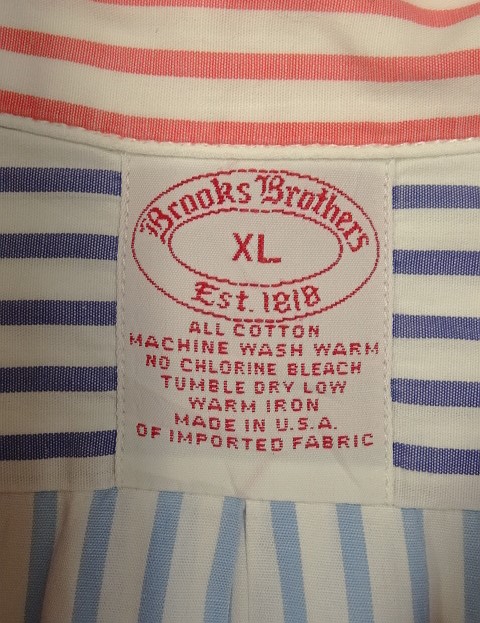 Brooks Brothers
XL
Est. 1818
ALL COTTON
MACHINE WASH WARM
NO CHLORINE BLEACH
TUMBLE DRY LOW
WARM IRON
MADE IN U.S.A.
OF IMPORTED FABRIC